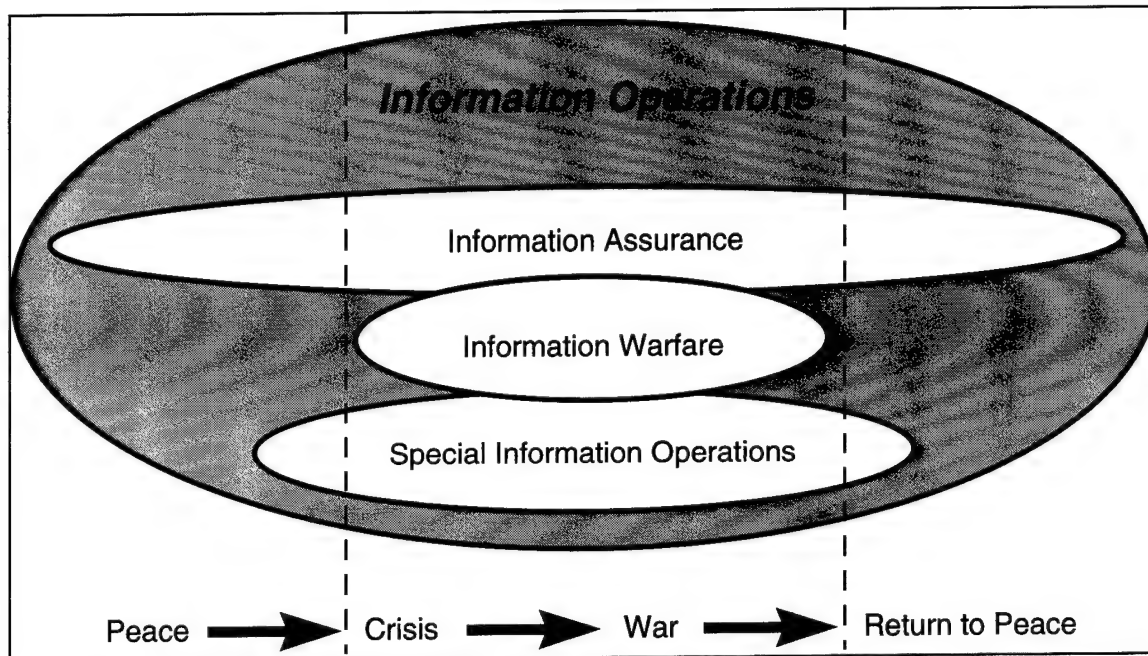 Information Operations
Information Assurance
Information Warfare
Special Information Operations
Peace Crisis War Return to Peace